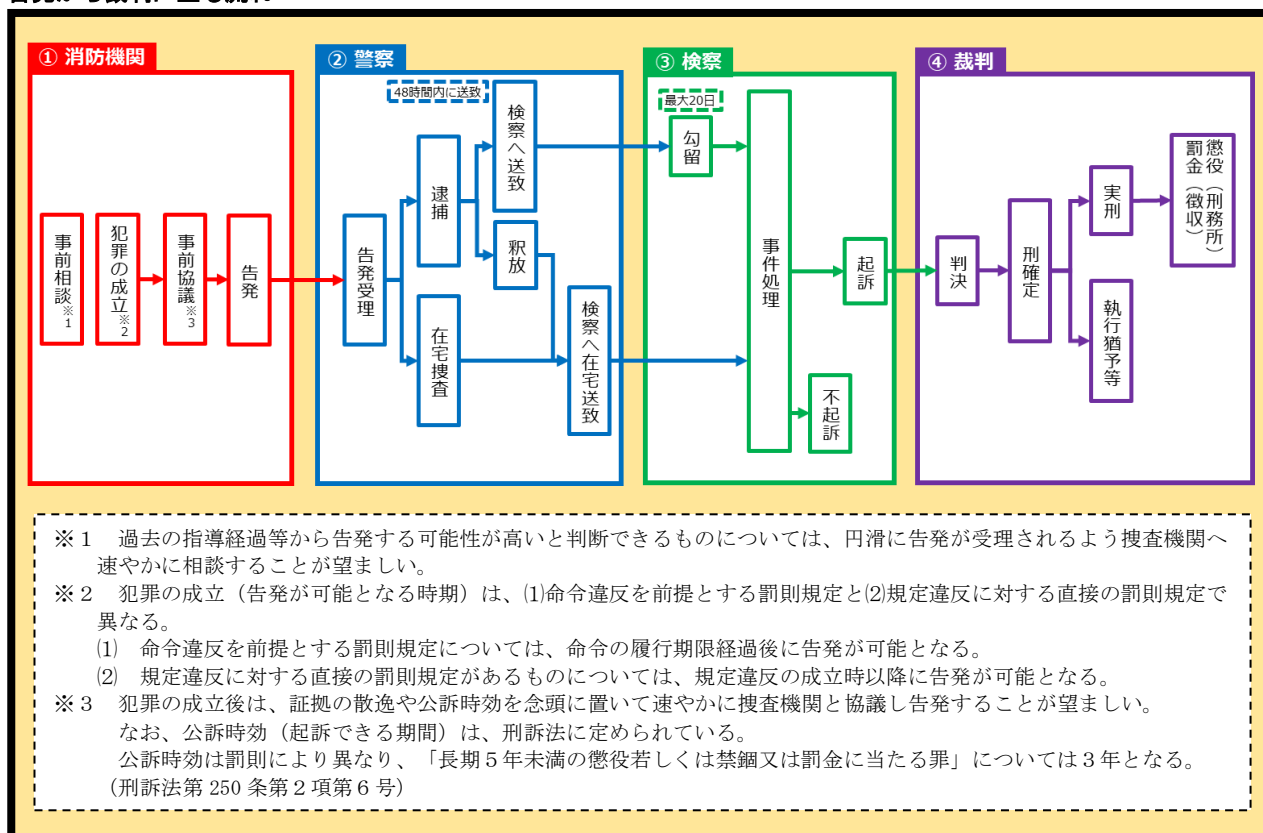 ① 消防機関
事前相談※1
犯罪の成立※2
事前協議※3
告発
② 警察
48時間内に送致
告発受理
逮捕
在宅捜査
検察へ送致
釈放
検察へ在宅送致
③ 検察
最大20日
勾留
事件処理
起訴
不起訴
④ 裁判
判決
刑確定
実刑
執行猶予等
懲役（刑務所）
罰金（徴収）
※１　過去の指導経過等から告発する可能性が高いと判断できるものについては、円滑に告発が受理されるよう捜査機関へ
速やかに相談することが望ましい。
※２　犯罪の成立（告発が可能となる時期）は、⑴命令違反を前提とする罰則規定と⑵規定違反に対する直接の罰則規定で
異なる。
⑴　命令違反を前提とする罰則規定については、命令の履行期限経過後に告発が可能となる。
⑵　規定違反に対する直接の罰則規定があるものについては、規定違反の成立時以降に告発が可能となる。
※３　犯罪の成立後は、証拠の散逸や公訴時効を念頭に置いて速やかに捜査機関と協議し告発することが望ましい。
なお、公訴時効（起訴できる期間）は、刑訴法に定められている。
公訴時効は罰則により異なり、「長期５年未満の懲役若しくは禁錮又は罰金に当たる罪」については３年となる。
（刑訴法第 250 条第２項第６号）